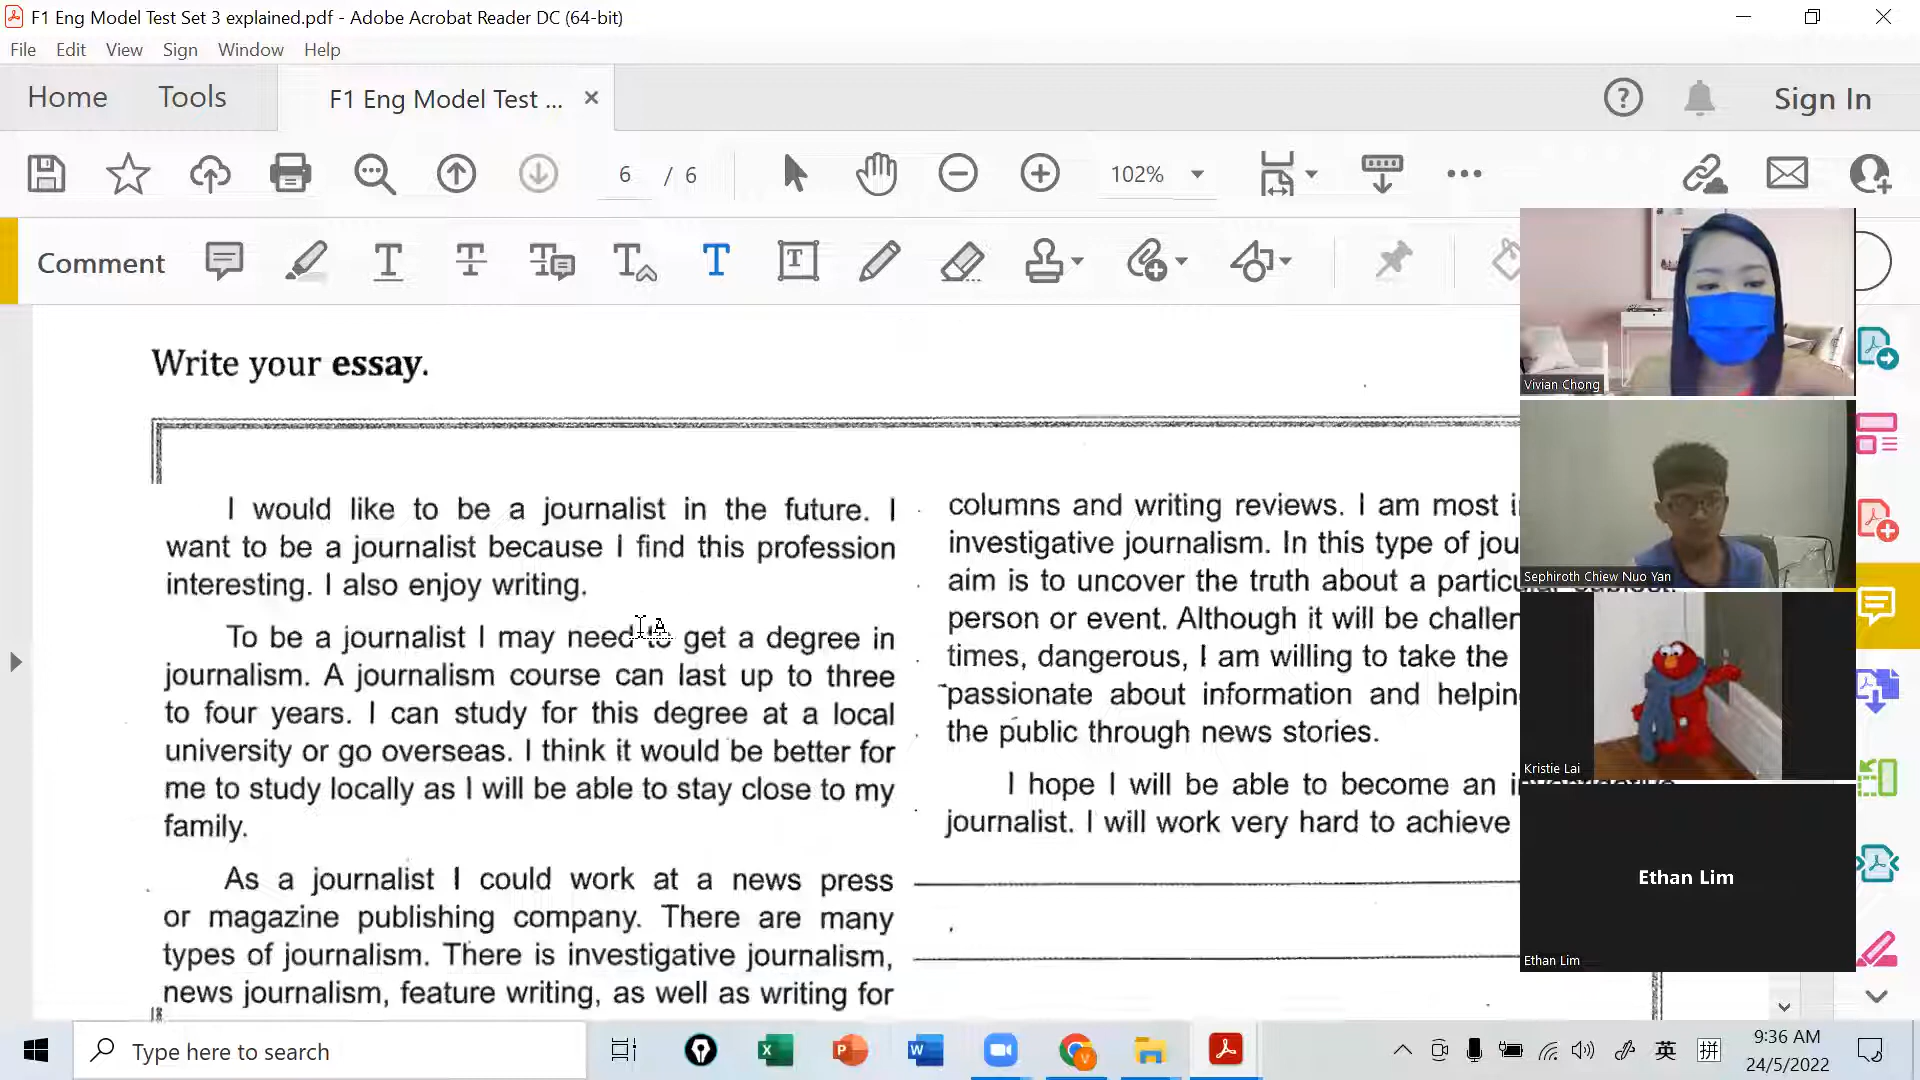 F1 Eng Model Test Set 3 explained.pdf - Adobe Acrobat Reader DC (64-bit)
File Edit View Sign Window Help
Home Tools F1 Eng Model Test ... Sign In
6 / 6 102%
Comment
Write your essay.
I would like to be a journalist in the future. I
want to be a journalist because I find this profession
interesting. I also enjoy writing.
To be a journalist I may need to get a degree in
journalism. A journalism course can last up to three
to four years. I can study for this degree at a local
university or go overseas. I think it would be better for
me to study locally as I will be able to stay close to my
family.
As a journalist I could work at a news press
or magazine publishing company. There are many
types of journalism. There is investigative journalism,
news journalism, feature writing, as well as writing for
columns and writing reviews. I am most
investigative journalism. In this type of
aim is to uncover the truth about a
person or event. Although it will be
times, dangerous, I am willing to take the
passionate about information and
the public through news stories.
I hope I will be able to become an
journalist. I will work very hard to achieve
Vivian Chong
Sephiroth Chiew Nuo Yan
Kristie Lai
Ethan Lim
Ethan Lim
Type here to search
英 拼
9:36 AM
24/5/2022